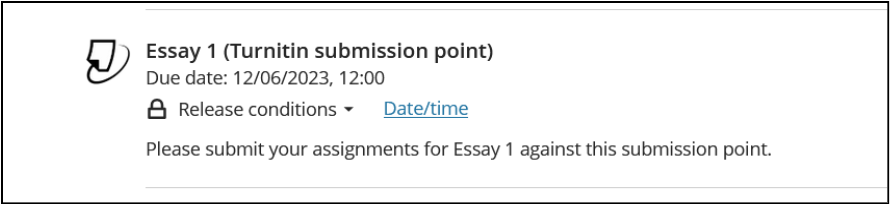 Essay 1 (Turnitin submission point)
Due date: 12/06/2023, 12:00
Release conditions Date/time
Please submit your assignments for Essay 1 against this submission point.